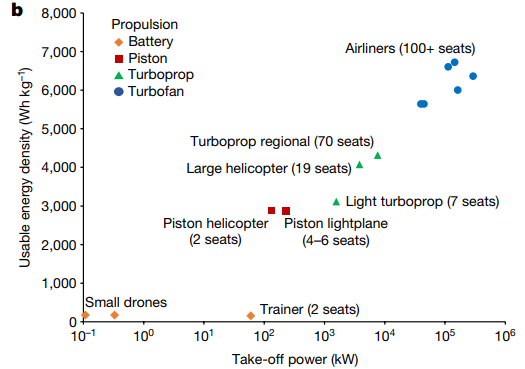 b
Propulsion
Battery
Piston
Turboprop
Turbofan
Airliners (100+ seats)
Turboprop regional (70 seats)
Large helicopter (19 seats)
Light turboprop (7 seats)
Piston helicopter
(2 seats)
Piston lightplane
(4–6 seats)
Small drones
Trainer (2 seats)
Usable energy density (Wh kg⁻¹)
8,000
7,000
6,000
5,000
4,000
3,000
2,000
1,000
0
10⁻¹ 10⁰ 10¹ 10² 10³ 10⁴ 10⁵ 10⁶
Take-off power (kW)